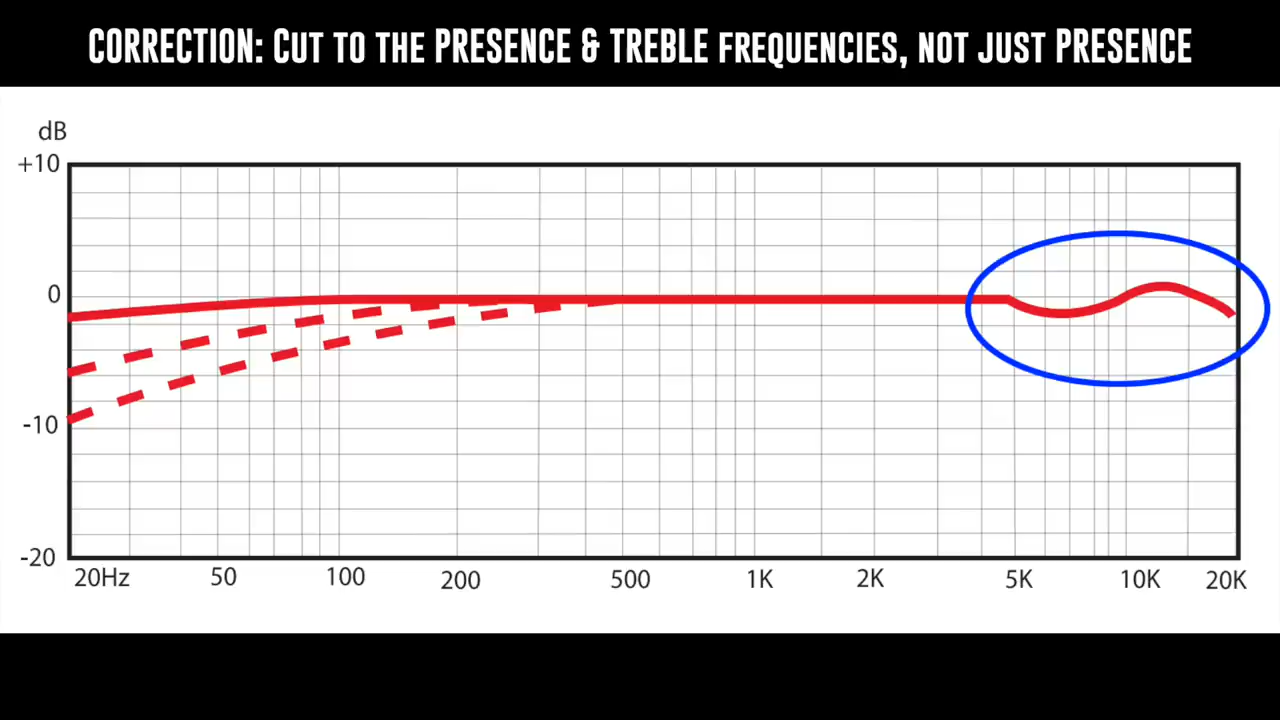 CORRECTION: CUT TO THE PRESENCE & TREBLE FREQUENCIES, NOT JUST PRESENCE
dB
+10
0
-10
-20
20Hz 50 100 200 500 1K 2K 5K 10K 20K